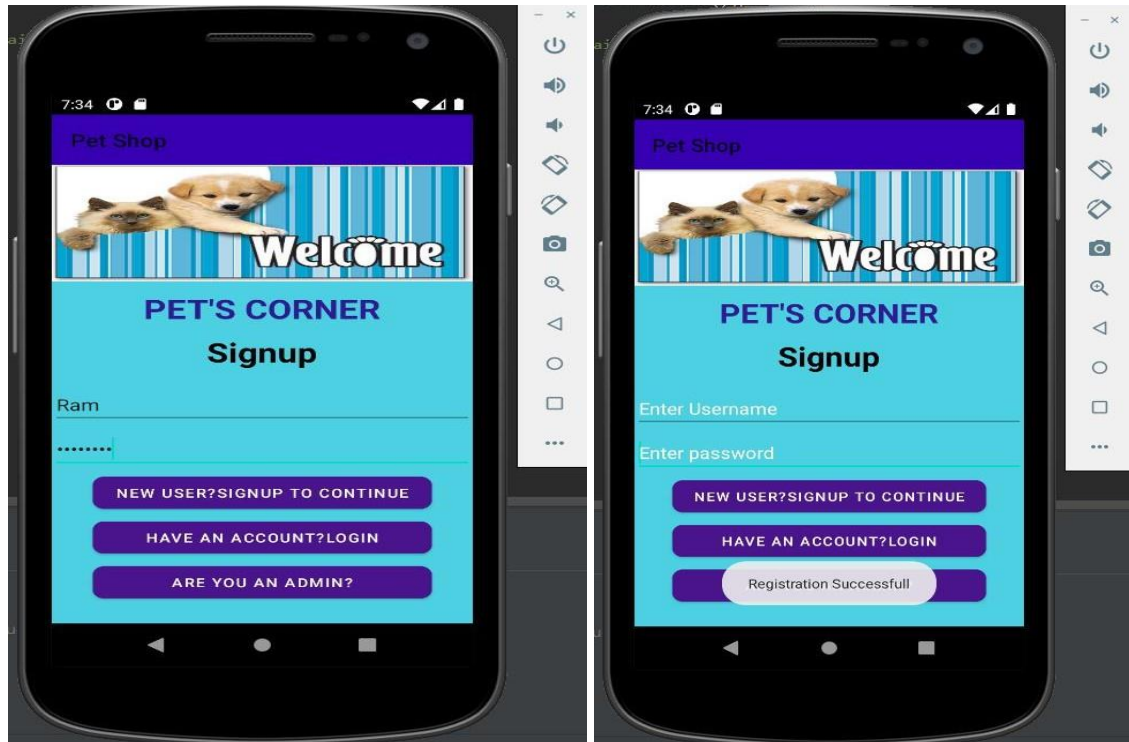 7:34
Pet Shop
Welcome
PET'S CORNER
Signup
Ram
••••••••
NEW USER?SIGNUP TO CONTINUE
HAVE AN ACCOUNT?LOGIN
ARE YOU AN ADMIN?
7:34
Pet Shop
Welcome
PET'S CORNER
Signup
Enter Username
Enter password
NEW USER?SIGNUP TO CONTINUE
HAVE AN ACCOUNT?LOGIN
Registration Successfull